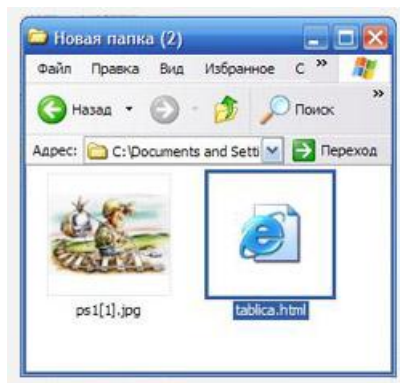 Новая папка (2)
Файл Правка Вид Избранное С »
Назад Поиск »
Адрес: C:\Documents and Setti Переход
ps1[1].jpg tablica.html